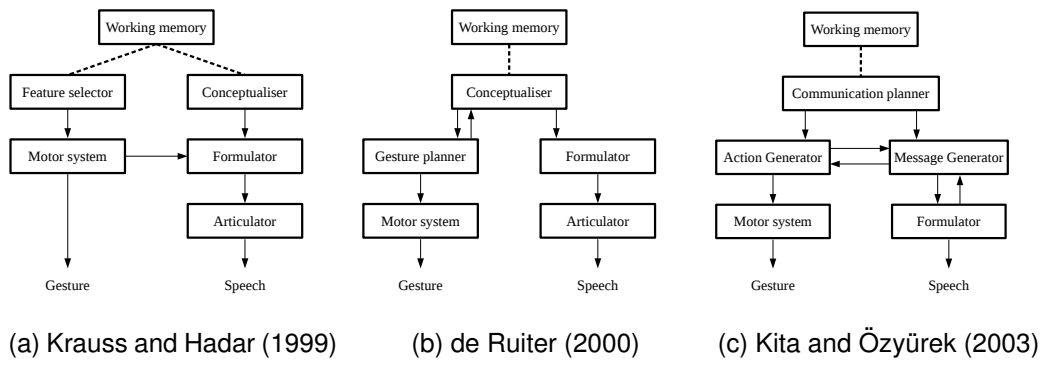 Working memory
Feature selector
Conceptualiser
Motor system
Formulator
Articulator
Gesture
Speech
(a) Krauss and Hadar (1999)
Working memory
Conceptualiser
Gesture planner
Formulator
Motor system
Articulator
Gesture
Speech
(b) de Ruiter (2000)
Working memory
Communication planner
Action Generator
Message Generator
Motor system
Formulator
Gesture
Speech
(c) Kita and Özyürek (2003)